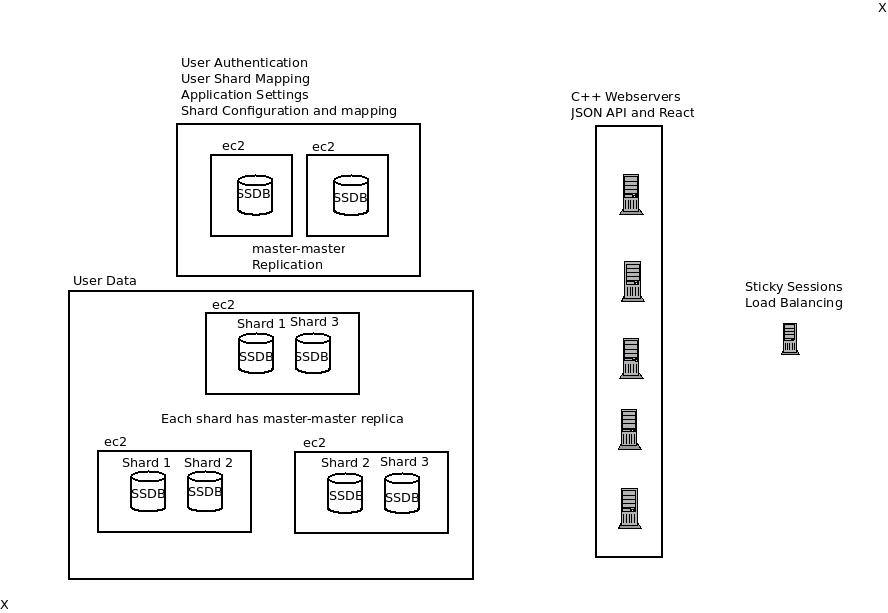 X
User Authentication
User Shard Mapping
Application Settings
Shard Configuration and mapping
ec2
ec2
SSDB
SSDB
master-master
Replication
User Data
ec2
Shard 1
Shard 3
SSDB
SSDB
Each shard has master-master replica
ec2
Shard 1
Shard 2
SSDB
SSDB
ec2
Shard 2
Shard 3
SSDB
SSDB
C++ Webservers
JSON API and React
Sticky Sessions
Load Balancing
X